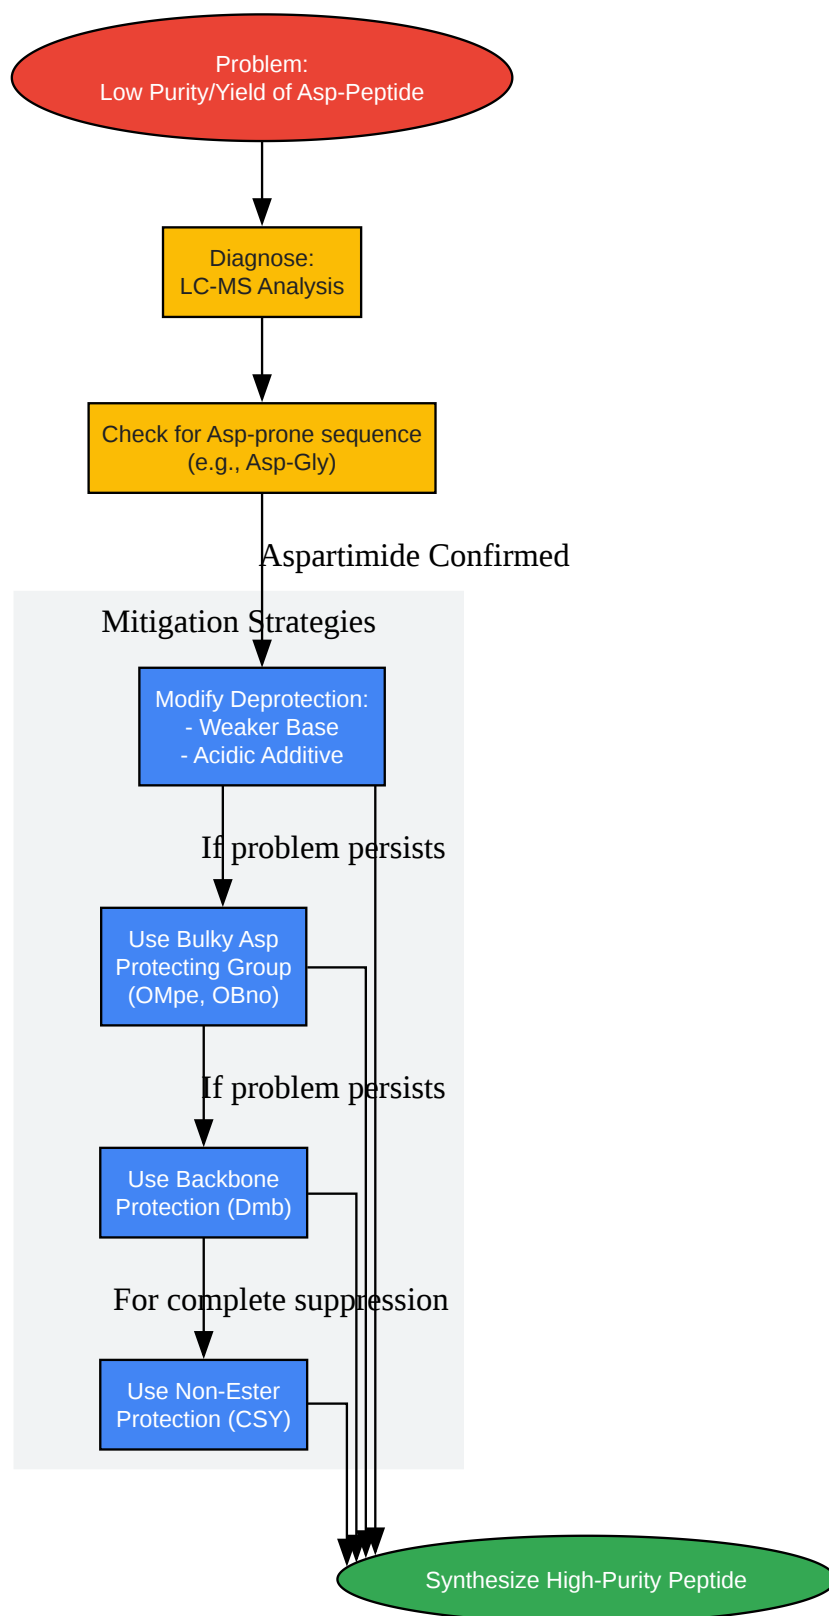 Problem:
Low Purity/Yield of Asp-Peptide
Diagnose:
LC-MS Analysis
Check for Asp-prone sequence
(e.g., Asp-Gly)
Aspartimide Confirmed
Mitigation Strategies
Modify Deprotection:
- Weaker Base
- Acidic Additive
If problem persists
Use Bulky Asp
Protecting Group
(OMpe, OBno)
If problem persists
Use Backbone
Protection (Dmb)
For complete suppression
Use Non-Ester
Protection (CSY)
Synthesize High-Purity Peptide